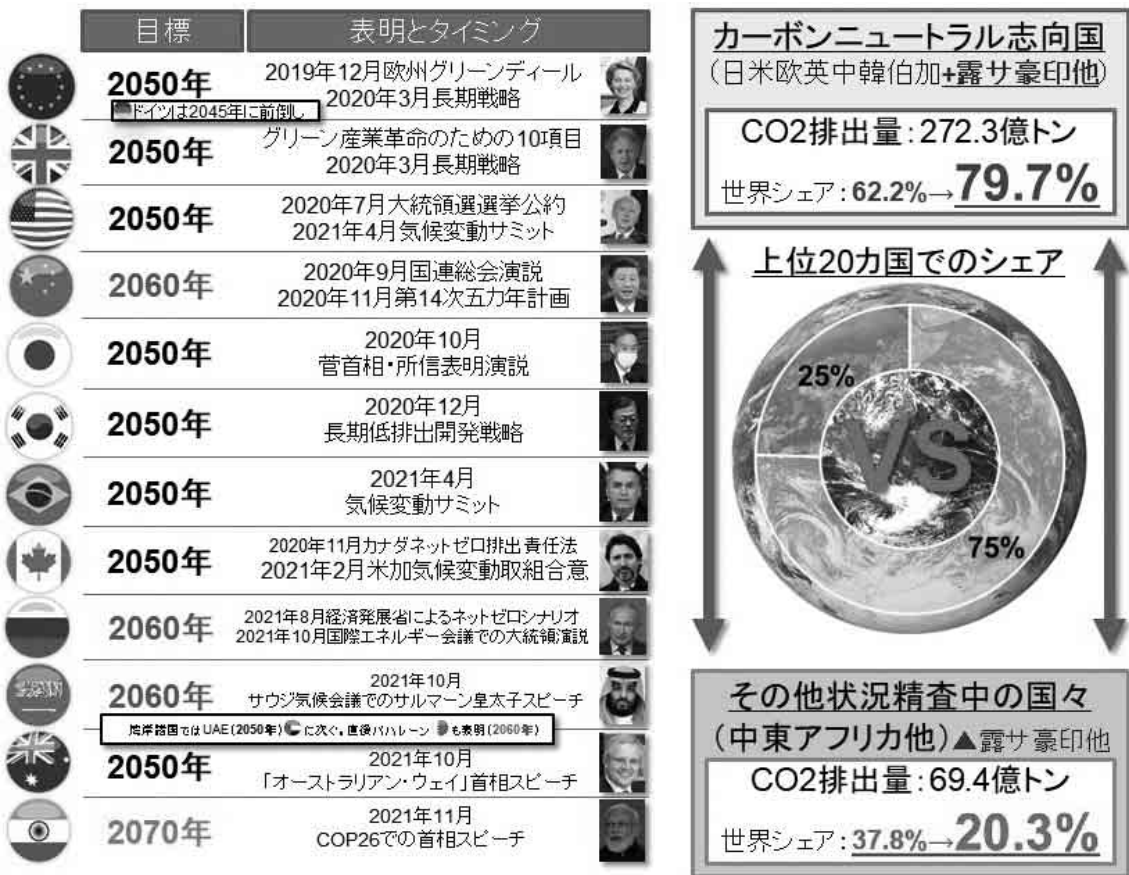 目標 表明とタイミング
2050年 2019年12月欧州グリーンディール
2020年3月長期戦略
ドイツは2045年に前倒し
2050年 グリーン産業革命のための10項目
2020年3月長期戦略
2050年 2020年7月大統領選選挙公約
2021年4月気候変動サミット
2060年 2020年9月国連総会演説
2020年11月第14次五カ年計画
2050年 2020年10月
菅首相・所信表明演説
2050年 2020年12月
長期低排出開発戦略
2050年 2021年4月
気候変動サミット
2050年 2020年11月カナダネットゼロ排出責任法
2021年2月米加気候変動取組合意
2060年 2021年8月経済発展省によるネットゼロシナリオ
2021年10月国際エネルギー会議での大統領演説
2060年 2021年10月
サウジ気候会議でのサルマーン皇太子スピーチ
湾岸諸国ではUAE(2050年)に次ぐ。直後バハレーンも表明(2060年)
2050年 2021年10月
「オーストラリアン・ウェイ」首相スピーチ
2070年 2021年11月
COP26での首相スピーチ
カーボンニュートラル志向国
(日米欧英中韓伯加+露サ豪印他)
CO2排出量:272.3億トン
世界シェア:62.2%→79.7%
上位20カ国でのシェア
25%
VS
75%
その他状況精査中の国々
(中東アフリカ他)▲露サ豪印他
CO2排出量:69.4億トン
世界シェア:37.8%→20.3%